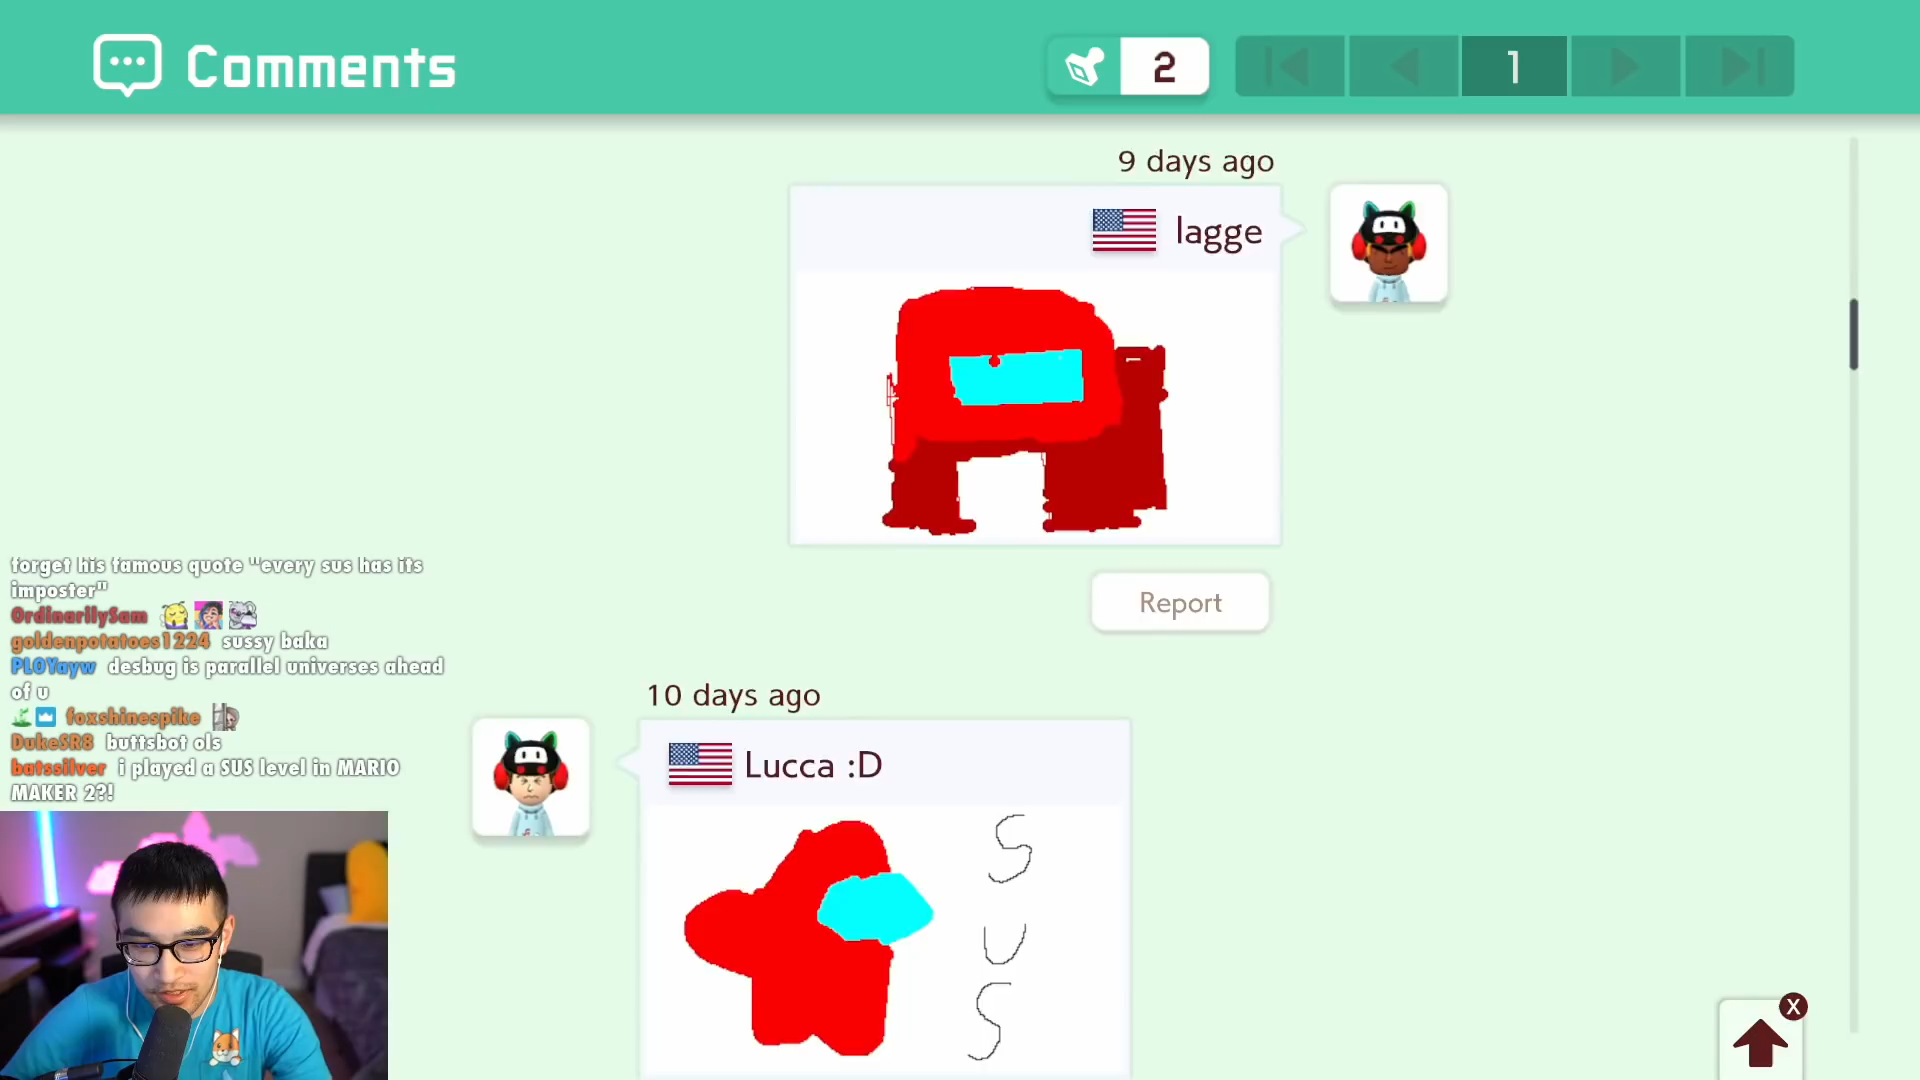 Comments
2
1
9 days ago
lagge
Report
10 days ago
Lucca :D
S
U
S
X
forget his famous quote "every sus has its
imposter"
OrdinarilySam
goldenpotatoes1224 sussy baka
PLOYayw desbug is parallel universes ahead
of u
foxshinespike
DukeSR8 buttsbot ols
batssilver i played a SUS level in MARIO
MAKER 2?!